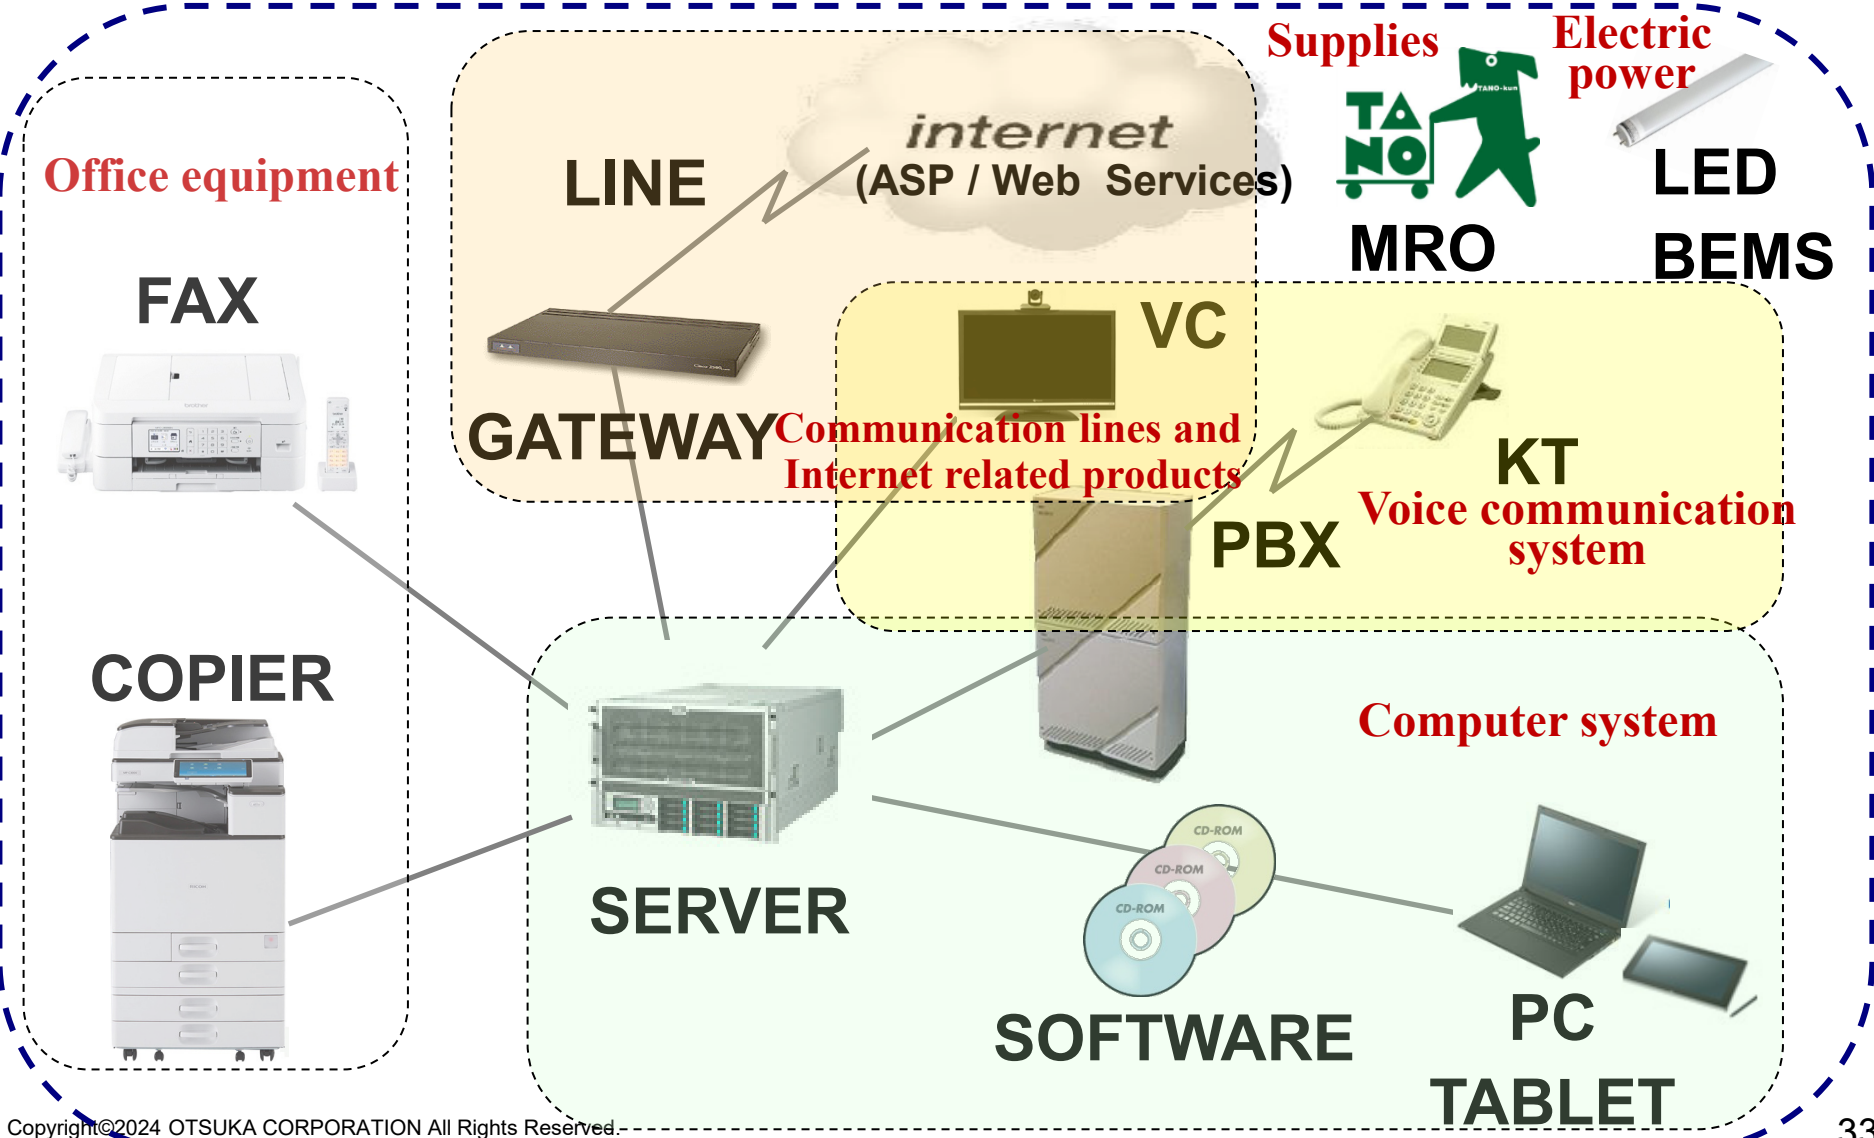 Supplies
Electric
power
TANO-kun
TA
NO
internet
(ASP / Web Services)
LINE
LED
MRO
BEMS
Office equipment
FAX
VC
GATEWAY
Communication lines and
Internet related products
KT
PBX
Voice communication
system
COPIER
Computer system
CD-ROM
CD-ROM
CD-ROM
SERVER
SOFTWARE
PC
TABLET
Copyright©2024 OTSUKA CORPORATION All Rights Reserved.
33